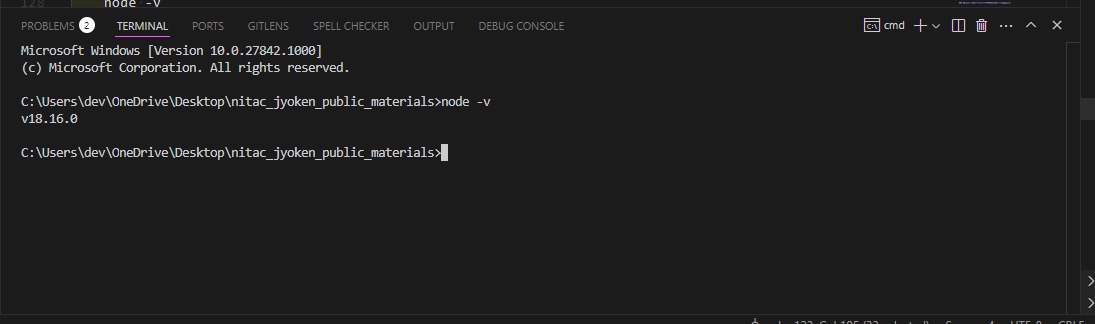 128 node -v
PROBLEMS 2 TERMINAL PORTS GITLENS SPELL CHECKER OUTPUT DEBUG CONSOLE cmd
Microsoft Windows [Version 10.0.27842.1000]
(c) Microsoft Corporation. All rights reserved.
C:\Users\dev\OneDrive\Desktop\nitac_jyoken_public_materials>node -v
v18.16.0
C:\Users\dev\OneDrive\Desktop\nitac_jyoken_public_materials>